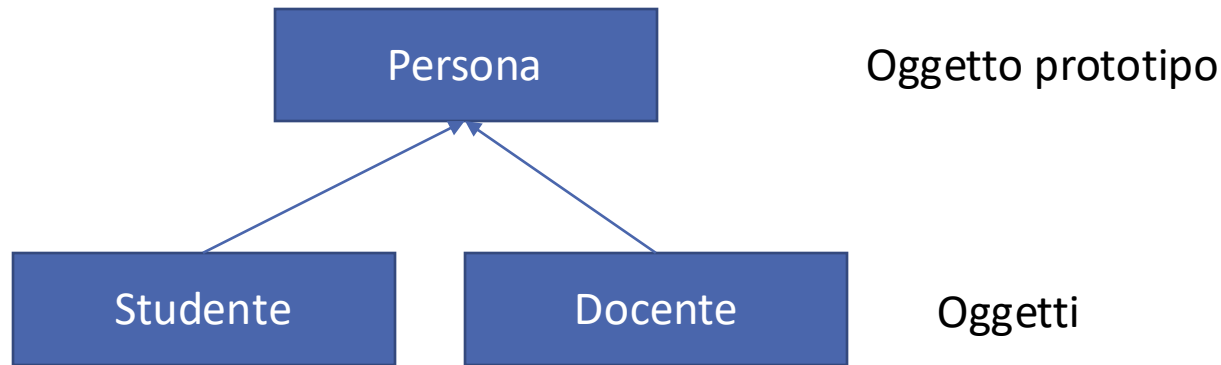 Persona
Oggetto prototipo
Studente
Docente
Oggetti